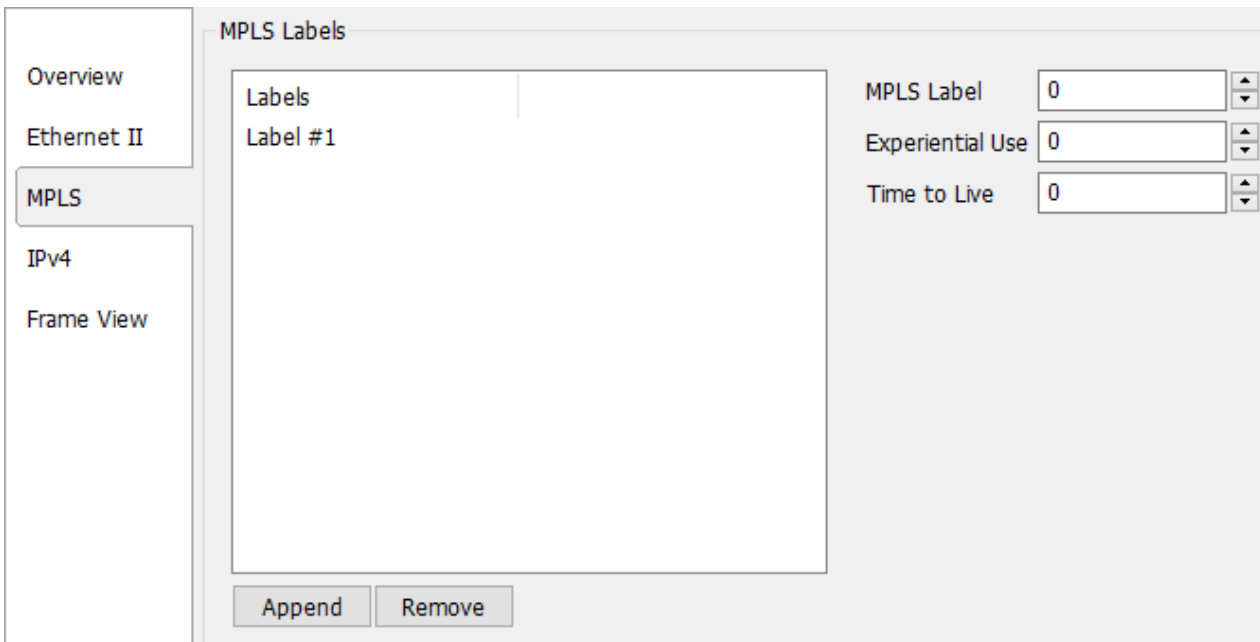 MPLS Labels
Overview
Ethernet II
MPLS
IPv4
Frame View
Labels
Label #1
MPLS Label 0
Experiential Use 0
Time to Live 0
Append Remove